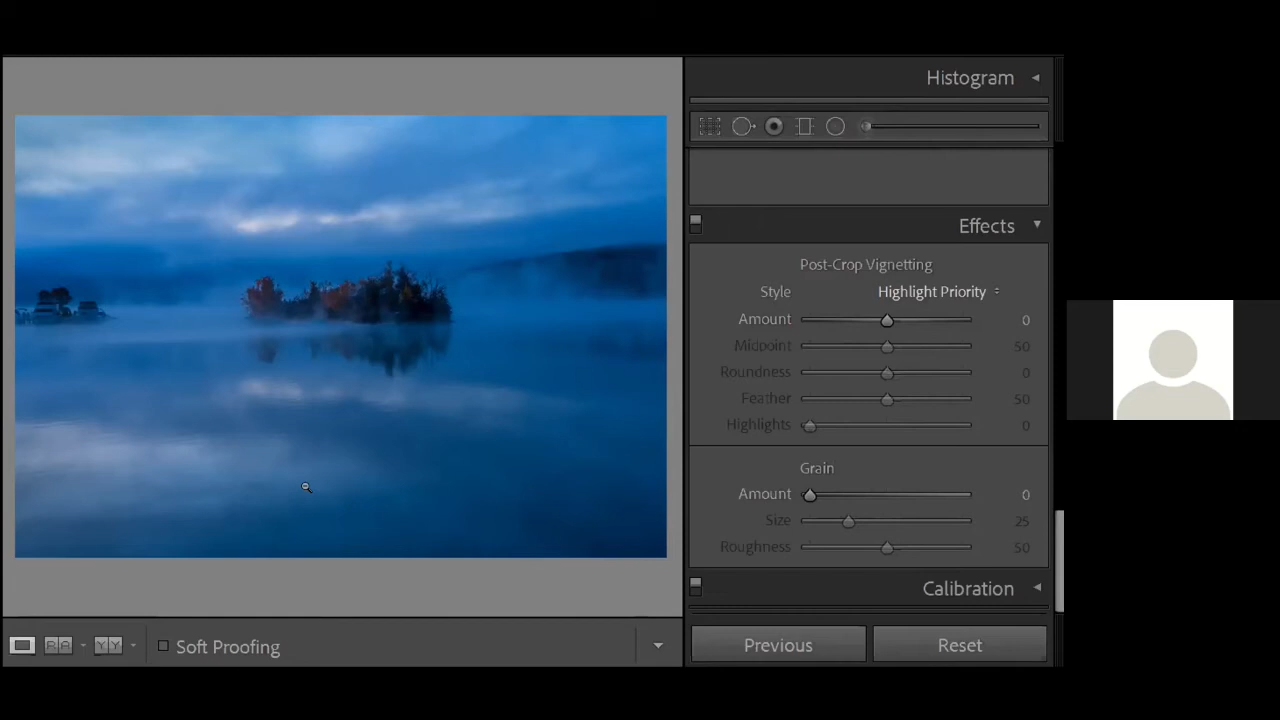 Histogram
Effects
Post-Crop Vignetting
Style Highlight Priority
Amount 0
Midpoint 50
Roundness 0
Feather 50
Highlights 0
Grain
Amount 0
Size 25
Roughness 50
Calibration
R A Y Y Soft Proofing
Previous Reset